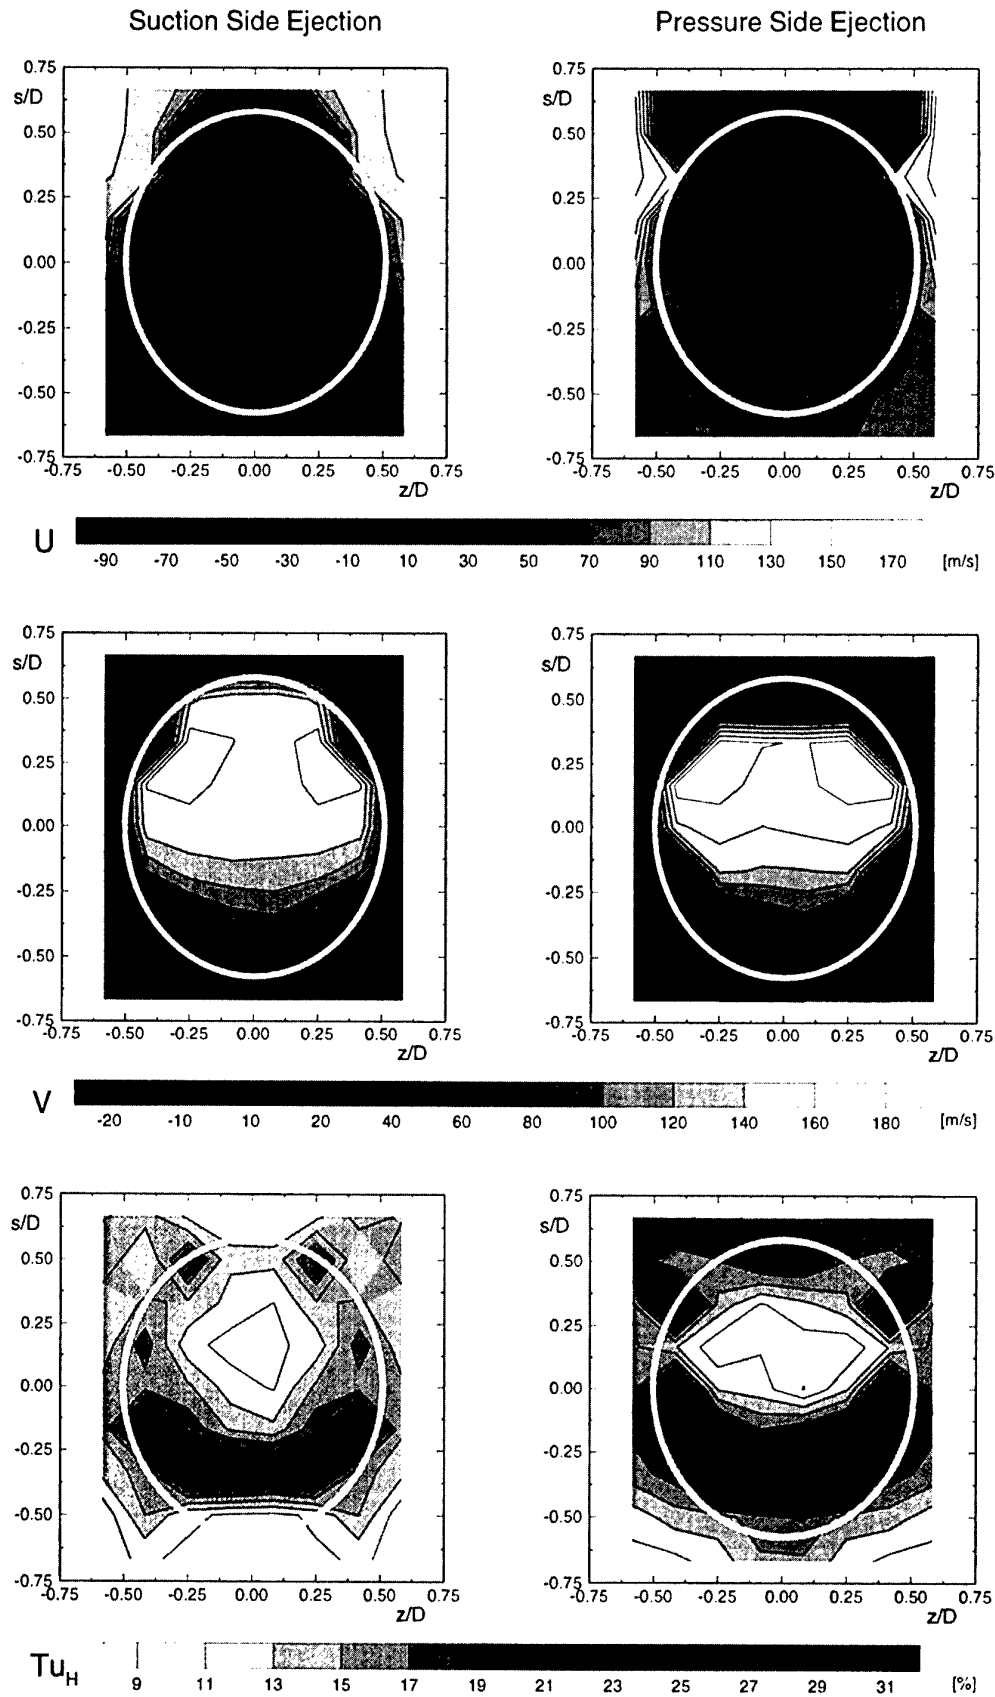 Suction Side Ejection Pressure Side Ejection
0.75 0.75
s/D s/D
0.50 0.50
0.25 0.25
0.00 0.00
-0.25 -0.25
-0.50 -0.50
-0.75 -0.75
-0.75 -0.50 -0.25 0.00 0.25 0.50 0.75 -0.75 -0.50 -0.25 0.00 0.25 0.50 0.75
z/D z/D
U
-90 -70 -50 -30 -10 10 30 50 70 90 110 130 150 170 [m/s]
0.75 0.75
s/D s/D
0.50 0.50
0.25 0.25
0.00 0.00
-0.25 -0.25
-0.50 -0.50
-0.75 -0.75
-0.75 -0.50 -0.25 0.00 0.25 0.50 0.75 -0.75 -0.50 -0.25 0.00 0.25 0.50 0.75
z/D z/D
V
-20 -10 10 20 40 60 80 100 120 140 160 180 [m/s]
0.75 0.75
s/D s/D
0.50 0.50
0.25 0.25
0.00 0.00
-0.25 -0.25
-0.50 -0.50
-0.75 -0.75
-0.75 -0.50 -0.25 0.00 0.25 0.50 0.75 -0.75 -0.50 -0.25 0.00 0.25 0.50 0.75
z/D z/D
TuH
9 11 13 15 17 19 21 23 22 28 29 31 [%]